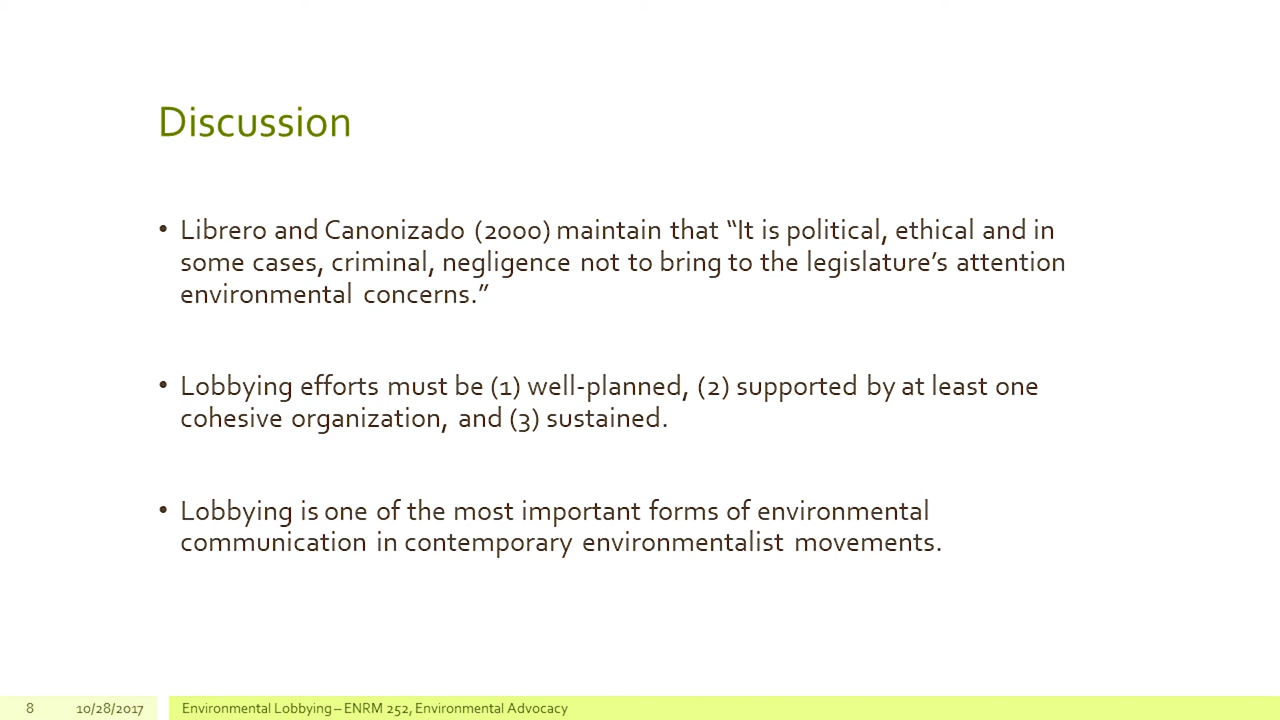 Discussion
• Librero and Canonizado (2000) maintain that “It is political, ethical and in
some cases, criminal, negligence not to bring to the legislature’s attention
environmental concerns.”
• Lobbying efforts must be (1) well-planned, (2) supported by at least one
cohesive organization, and (3) sustained.
• Lobbying is one of the most important forms of environmental
communication in contemporary environmentalist movements.
8 10/28/2017 Environmental Lobbying – ENRM 252, Environmental Advocacy